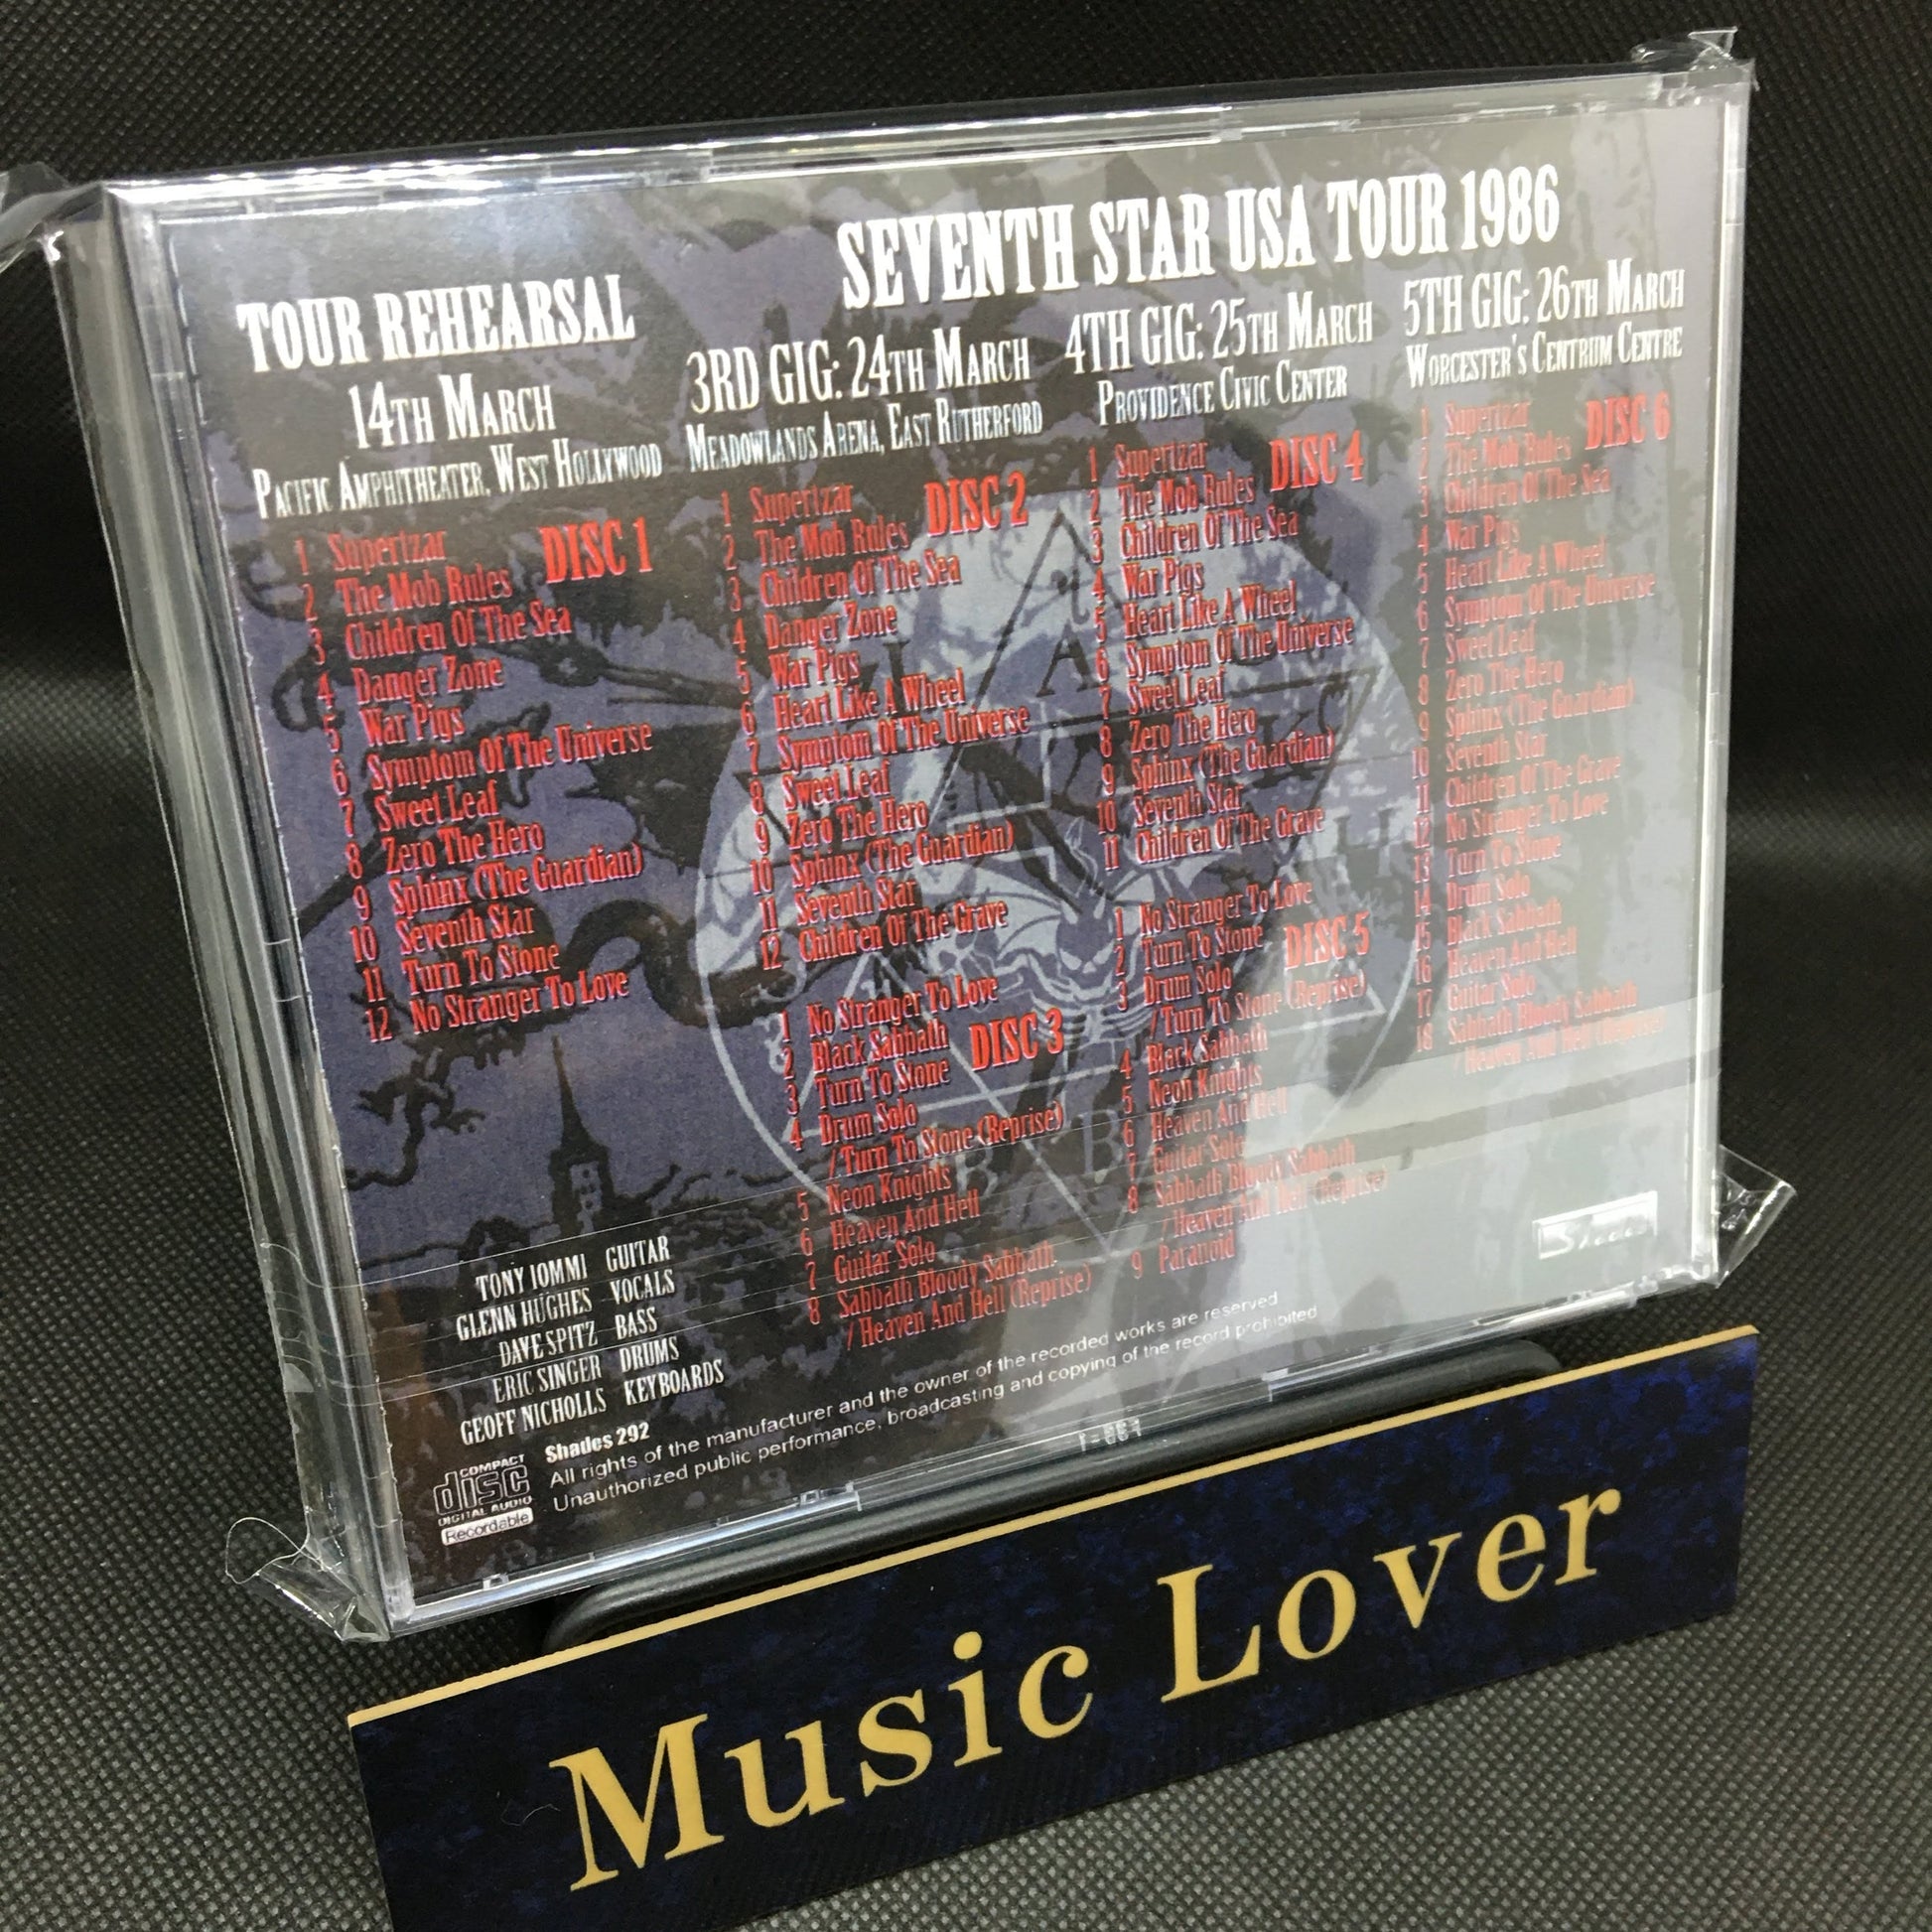 SEVENTH STAR USA TOUR 1986
TOUR REHEARSAL
14TH MARCH
PACIFIC AMPHITHEATER, WEST HOLLYWOOD
DISC 1
1 Supertzar
2 The Mob Rules
3 Children Of The Sea
4 Danger Zone
5 War Pigs
6 Symptom Of The Universe
7 Sweet Leaf
8 Zero The Hero
9 Sphinx (The Guardian)
10 Seventh Star
11 Turn To Stone
12 No Stranger To Love
3RD GIG: 24TH MARCH
MEADOWLANDS ARENA, EAST RUTHERFORD
DISC 2
1 Supertzar
2 The Mob Rules
3 Children Of The Sea
4 Danger Zone
5 War Pigs
6 Heart Like A Wheel
7 Symptom Of The Universe
8 Sweet Leaf
9 Zero The Hero
10 Sphinx (The Guardian)
11 Seventh Star
12 Children Of The Grave
DISC 3
1 No Stranger To Love
2 Black Sabbath
3 Turn To Stone
4 Drum Solo
/ Turn To Stone (Reprise)
5 Neon Knights
6 Heaven And Hell
7 Guitar Solo
8 Sabbath Bloody Sabbath
/ Heaven And Hell (Reprise)
4TH GIG: 25TH MARCH
PROVIDENCE CIVIC CENTER
DISC 4
1 Supertzar
2 The Mob Rules
3 Children Of The Sea
4 War Pigs
5 Heart Like A Wheel
6 Symptom Of The Universe
7 Sweet Leaf
8 Zero The Hero
9 Sphinx (The Guardian)
10 Seventh Star
11 Children Of The Grave
DISC 5
1 No Stranger To Love
2 Turn To Stone
3 Drum Solo
/ Turn To Stone (Reprise)
4 Black Sabbath
5 Neon Knights
6 Heaven And Hell
7 Guitar Solo
8 Sabbath Bloody Sabbath
/ Heaven And Hell (Reprise)
9 Paranoid
5TH GIG: 26TH MARCH
WORCESTER'S CENTRUM CENTRE
DISC 6
1 Supertzar
2 The Mob Rules
3 Children Of The Sea
4 War Pigs
5 Heart Like A Wheel
6 Symptom Of The Universe
7 Sweet Leaf
8 Zero The Hero
9 Sphinx (The Guardian)
10 Seventh Star
11 Children Of The Grave
12 No Stranger To Love
13 Turn To Stone
14 Drum Solo
15 Black Sabbath
16 Heaven And Hell
17 Guitar Solo
18 Sabbath Bloody Sabbath
/ Heaven And Hell (Reprise)
TONY IOMMI GUITAR
GLENN HUGHES VOCALS
DAVE SPITZ BASS
ERIC SINGER DRUMS
GEOFF NICHOLLS KEYBOARDS
Shades 292
All rights of the manufacturer and the owner of the recorded works are reserved
Unauthorized public performance, broadcasting and copying of the record prohibited
COMPACT
disc
DIGITAL AUDIO
Recordable
Music Lover